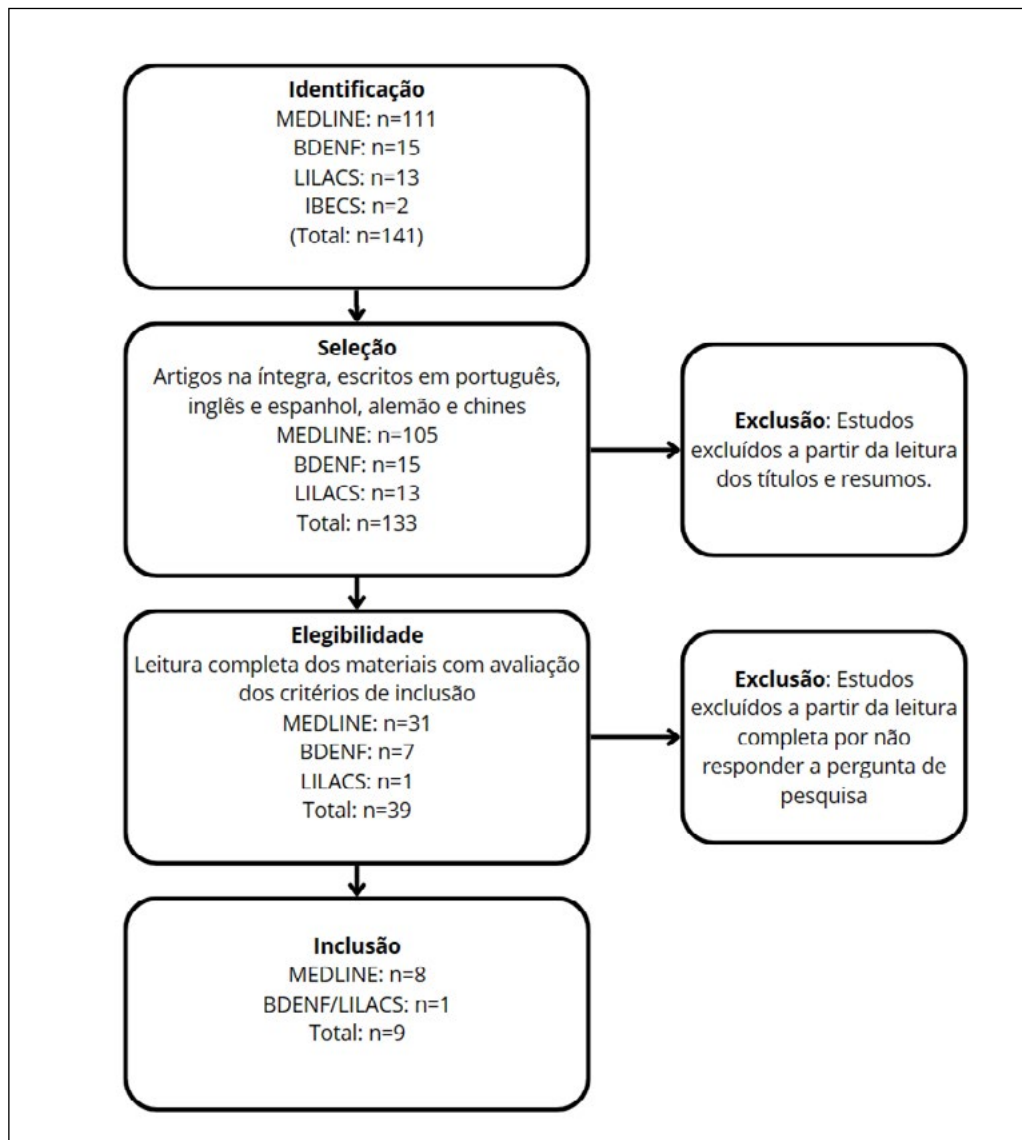 Identificação
MEDLINE: n=111
BDENF: n=15
LILACS: n=13
IBECS: n=2
(Total: n=141)
Seleção
Artigos na íntegra, escritos em português,
inglês e espanhol, alemão e chines
MEDLINE: n=105
BDENF: n=15
LILACS: n=13
Total: n=133
Exclusão: Estudos
excluídos a partir da leitura
dos títulos e resumos.
Elegibilidade
Leitura completa dos materiais com avaliação
dos critérios de inclusão
MEDLINE: n=31
BDENF: n=7
LILACS: n=1
Total: n=39
Exclusão: Estudos
excluídos a partir da leitura
completa por não
responder a pergunta de
pesquisa
Inclusão
MEDLINE: n=8
BDENF/LILACS: n=1
Total: n=9